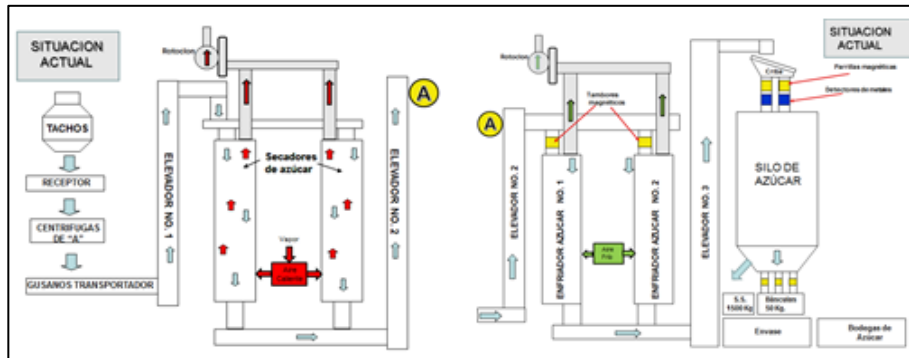 SITUACION
ACTUAL
TACHOS
RECEPTOR
CENTRIFUGAS
DE "A"
GUSANOS TRANSPORTADOR
ELEVADOR NO. 1
Rotocion
Secadores
de azúcar
Vapor
Aire
Caliente
ELEVADOR NO. 2
A
A
ELEVADOR NO. 2
Rotocion
Tambores
magnéticos
ENFRIADOR AZUCAR NO. 1
Aire
Frío
ENFRIADOR AZUCAR NO. 2
ELEVADOR NO. 3
SITUACION
ACTUAL
Criba
Parrillas magnéticas
Detectores de metales
SILO DE
AZÚCAR
S.S.
1500 Kg
Básculas
50 Kg.
Envase
Bodegas de
Azúcar